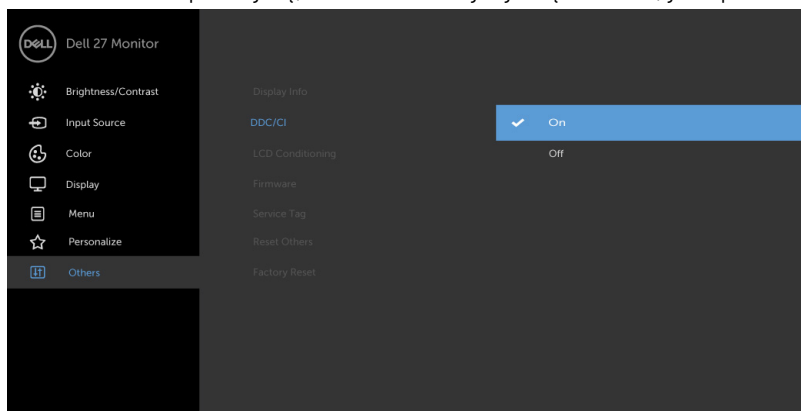 DELL Dell 27 Monitor
Brightness/Contrast
Display Info
Input Source
DDC/CI
On
Color
LCD Conditioning
Off
Display
Firmware
Menu
Service Tag
Personalize
Reset Others
Others
Factory Reset